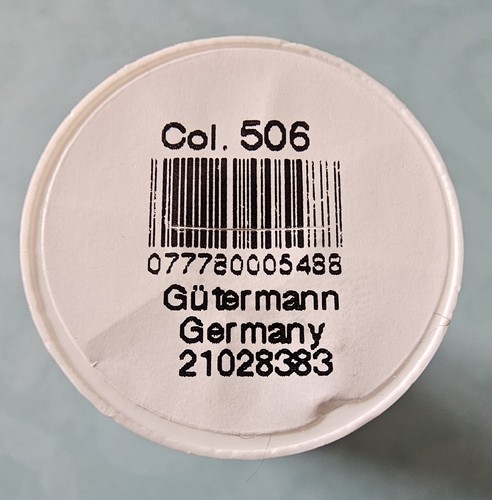 Col. 506
077780005488
Gütermann
Germany
21028383